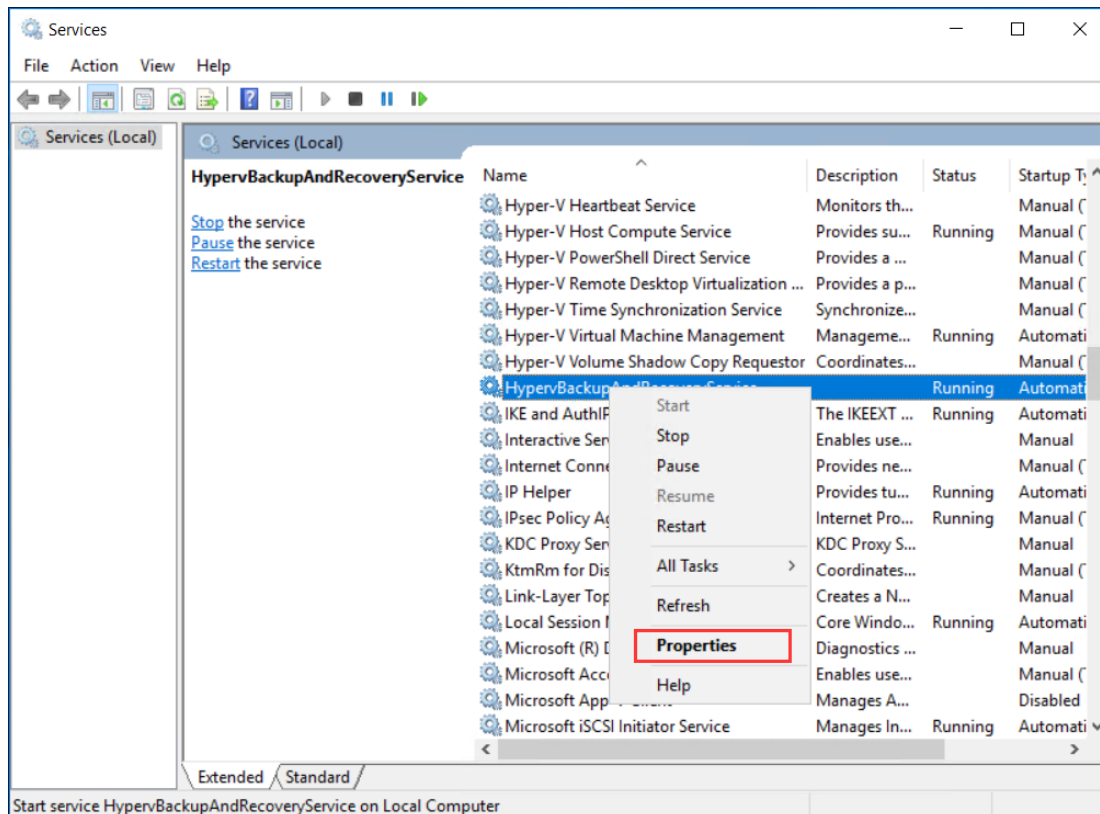 Services
File Action View Help
Services (Local)
Services (Local)
HypervBackupAndRecoveryService
Stop the service
Pause the service
Restart the service
Name Description Status Startup
Hyper-V Heartbeat Service Monitors th... Manual
Hyper-V Host Compute Service Provides su... Running Manual
Hyper-V PowerShell Direct Service Provides a ... Manual
Hyper-V Remote Desktop Virtualization ... Provides a p... Manual
Hyper-V Time Synchronization Service Synchronize... Manual
Hyper-V Virtual Machine Management Manageme... Running Automati
Hyper-V Volume Shadow Copy Requestor Coordinates... Manual
HypervBackupAndRecoveryService Running Automati
IKE and AuthIP The IKEEXT ... Running Automati
Interactive Ser Enables use... Manual
Internet Conne Provides ne... Manual
IP Helper Provides tu... Running Automati
IPsec Policy Ag Internet Pro... Running Manual
KDC Proxy Ser KDC Proxy S... Manual
KtmRm for Dis Coordinates... Manual
Link-Layer Top Creates a N... Manual
Local Session Core Windo... Running Automati
Microsoft (R) Diagnostics ... Manual
Microsoft Acc Enables use... Manual
Microsoft App Manages A... Disabled
Microsoft iSCSI Initiator Service Manages In... Running Automati
Start
Stop
Pause
Resume
Restart
All Tasks
Refresh
Properties
Help
Extended Standard
Start service HypervBackupAndRecoveryService on Local Computer